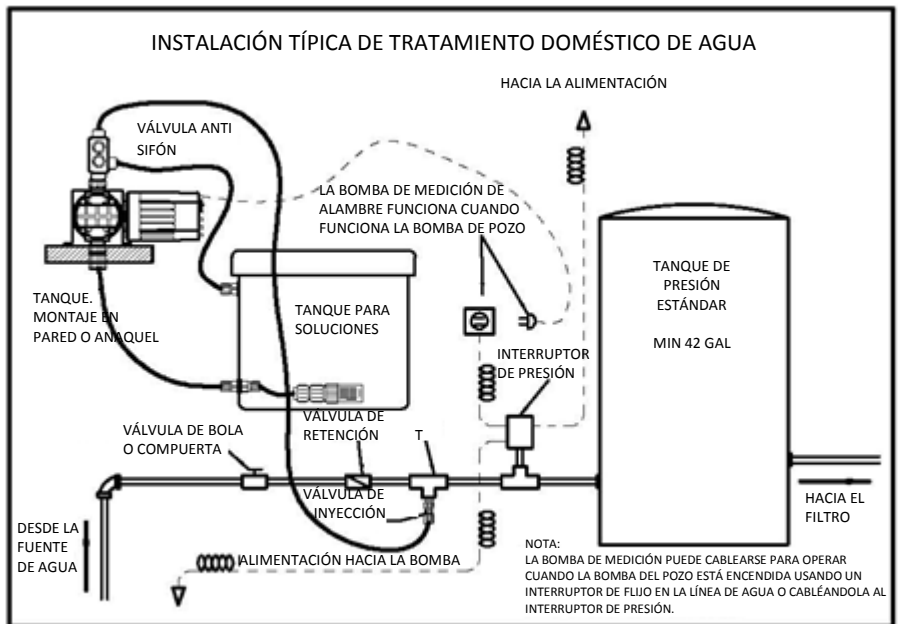 INSTALACIÓN TÍPICA DE TRATAMIENTO DOMÉSTICO DE AGUA
HACIA LA ALIMENTACIÓN
VÁLVULA ANTI
SIFÓN
LA BOMBA DE MEDICIÓN DE
ALAMBRE FUNCIONA CUANDO
FUNCIONA LA BOMBA DE POZO
TANQUE.
MONTAJE EN
PARED O ANAQUEL
TANQUE PARA
SOLUCIONES
TANQUE DE
PRESIÓN
ESTÁNDAR
MIN 42 GAL
INTERRUPTOR
DE PRESIÓN
VÁLVULA DE BOLA
O COMPUERTA
VÁLVULA DE
RETENCIÓN
T
VÁLVULA DE
INYECCIÓN
DESDE LA
FUENTE
DE AGUA
ALIMENTACIÓN HACIA LA BOMBA
HACIA EL
FILTRO
NOTA:
LA BOMBA DE MEDICIÓN PUEDE CABLEARSE PARA OPERAR
CUANDO LA BOMBA DEL POZO ESTÁ ENCENDIDA USANDO UN
INTERRUPTOR DE FLIJO EN LA LÍNEA DE AGUA O CABLÉANDOLA AL
INTERRUPTOR DE PRESIÓN.